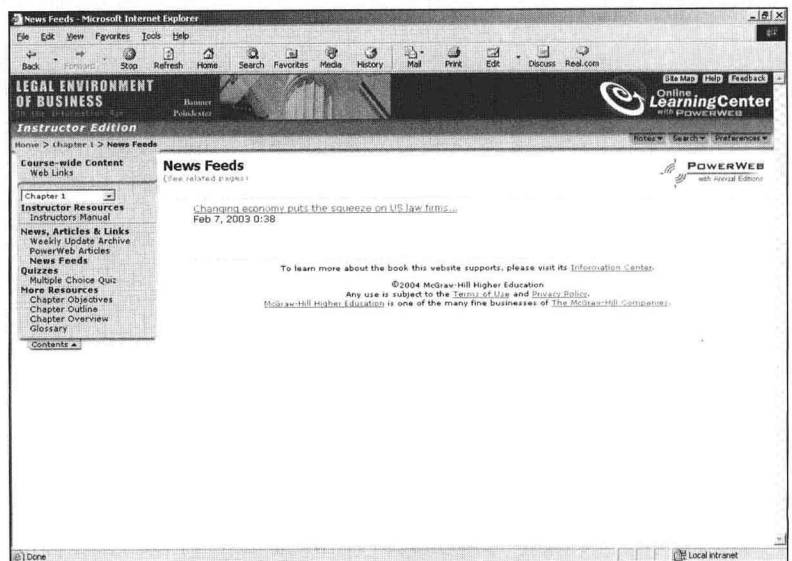 News Feeds - Microsoft Internet Explorer
File Edit View Favorites Tools Help
Back Forward Stop Refresh Home Search Favorites Media History Mail Print Edit Discuss Real.com
LEGAL ENVIRONMENT
OF BUSINESS
In the Information Age
Banner
Poindexter
Site Map Help Feedback
Online
Learning Center
with POWERWEB
Instructor Edition
Home > Chapter 1 > News Feeds
Notes Search Preferences
Course-wide Content
Web Links
Chapter 1
Instructor Resources
Instructors Manual
News, Articles & Links
Weekly Update Archive
PowerWeb Articles
News Feeds
Quizzes
Multiple Choice Quiz
More Resources
Chapter Objectives
Chapter Outline
Chapter Overview
Glossary
Contents
News Feeds
(See related pages)
POWERWEB
with Annual Editions
Changing economy puts the squeeze on US law firms...
Feb 7, 2003 0:38
To learn more about the book this website supports, please visit its Information Center.
©2004 McGraw-Hill Higher Education
Any use is subject to the Terms of Use and Privacy Policy.
McGraw-Hill Higher Education is one of the many fine businesses of The McGraw-Hill Companies.
Done
Local intranet